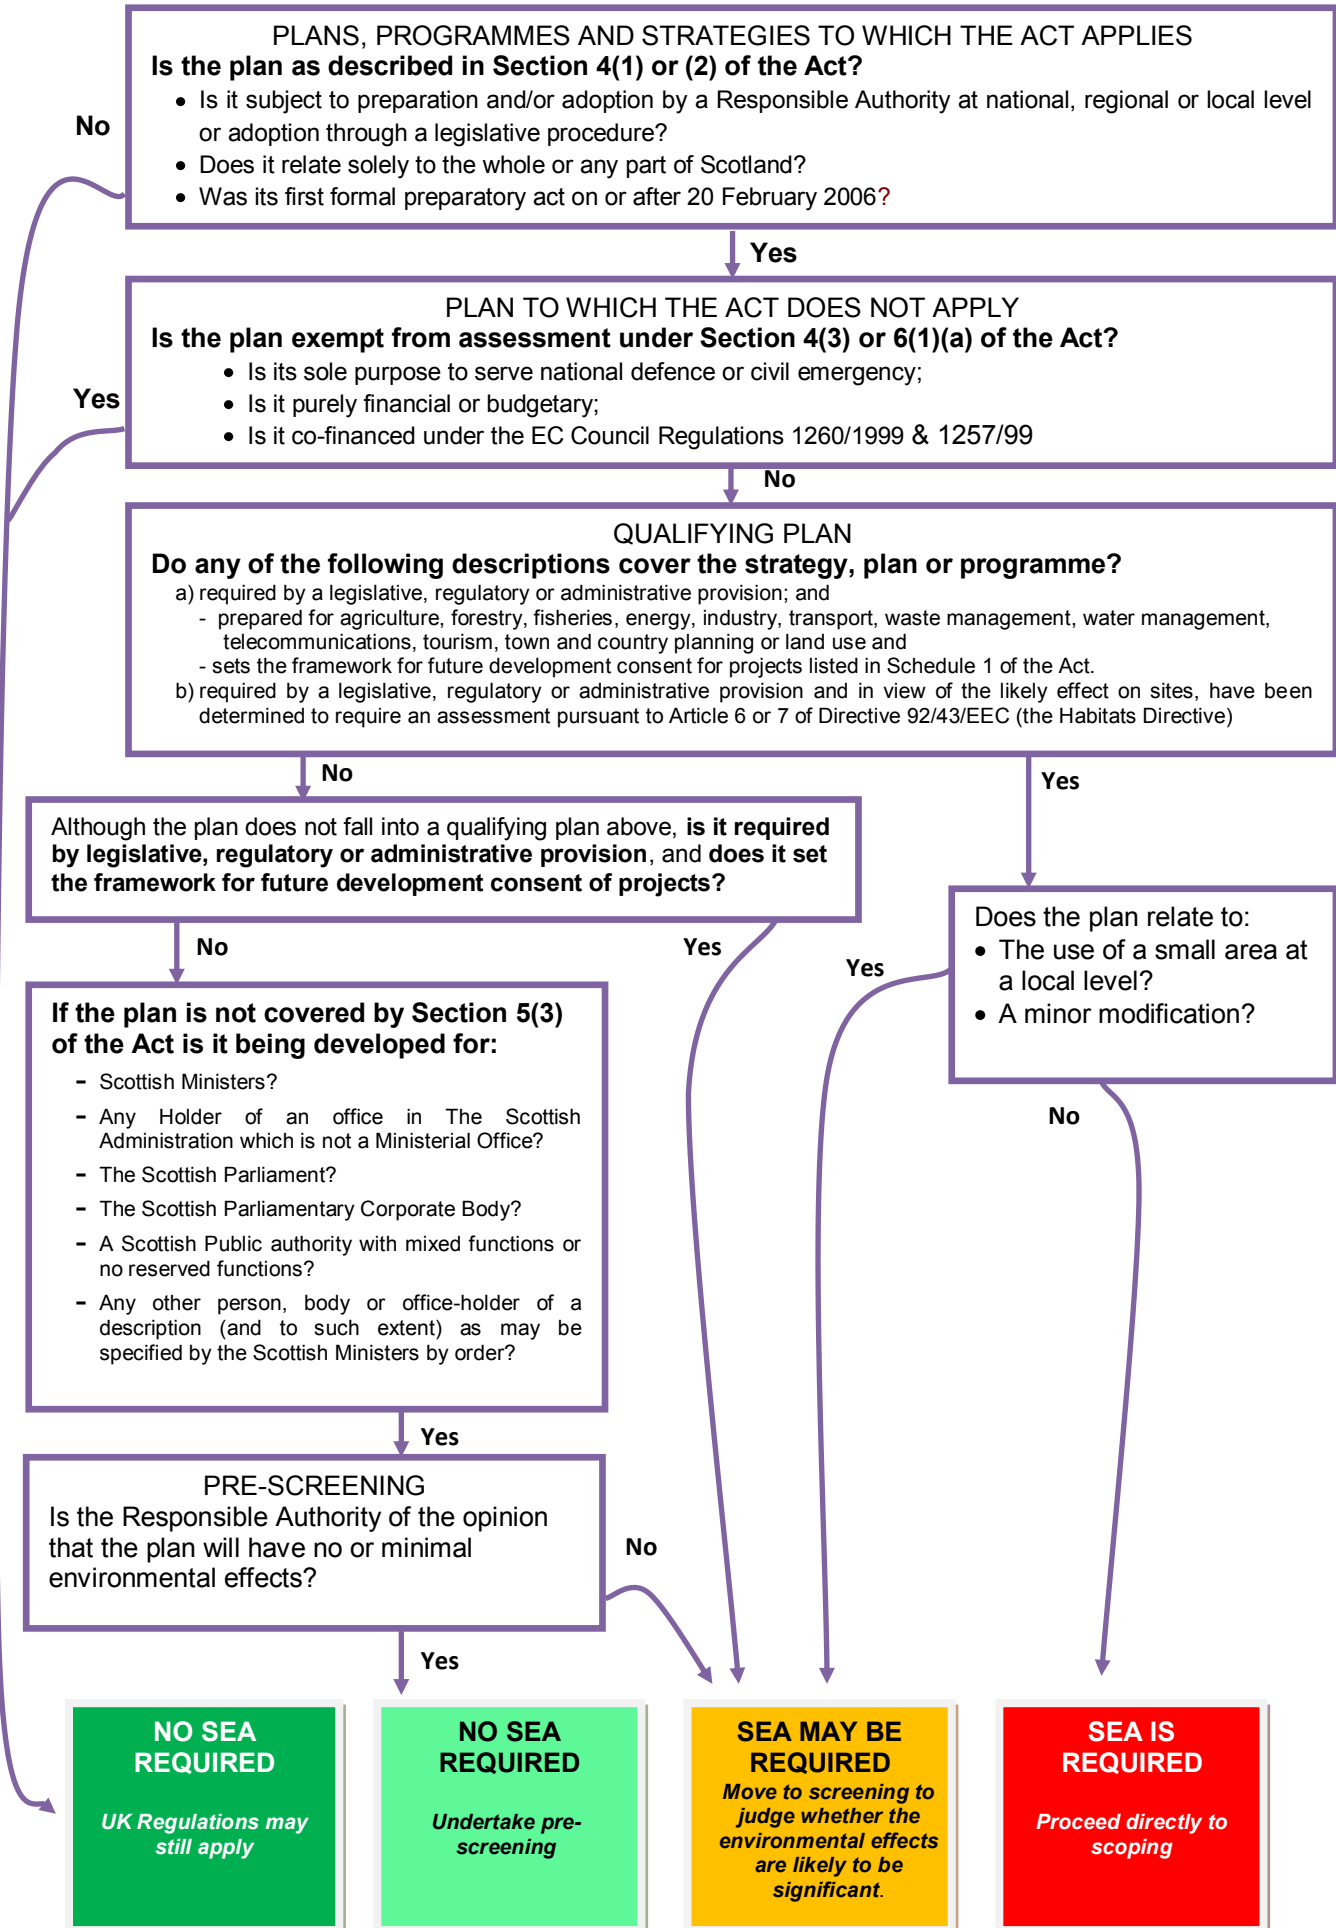 PLANS, PROGRAMMES AND STRATEGIES TO WHICH THE ACT APPLIES
Is the plan as described in Section 4(1) or (2) of the Act?
• Is it subject to preparation and/or adoption by a Responsible Authority at national, regional or local level
or adoption through a legislative procedure?
• Does it relate solely to the whole or any part of Scotland?
• Was its first formal preparatory act on or after 20 February 2006?
No
Yes
PLAN TO WHICH THE ACT DOES NOT APPLY
Is the plan exempt from assessment under Section 4(3) or 6(1)(a) of the Act?
• Is its sole purpose to serve national defence or civil emergency;
• Is it purely financial or budgetary;
• Is it co-financed under the EC Council Regulations 1260/1999 & 1257/99
Yes
No
QUALIFYING PLAN
Do any of the following descriptions cover the strategy, plan or programme?
a) required by a legislative, regulatory or administrative provision; and
- prepared for agriculture, forestry, fisheries, energy, industry, transport, waste management, water management,
telecommunications, tourism, town and country planning or land use and
- sets the framework for future development consent for projects listed in Schedule 1 of the Act.
b) required by a legislative, regulatory or administrative provision and in view of the likely effect on sites, have been
determined to require an assessment pursuant to Article 6 or 7 of Directive 92/43/EEC (the Habitats Directive)
No
Yes
Although the plan does not fall into a qualifying plan above, is it required
by legislative, regulatory or administrative provision, and does it set
the framework for future development consent of projects?
No
Yes
Does the plan relate to:
• The use of a small area at
a local level?
• A minor modification?
Yes
No
If the plan is not covered by Section 5(3)
of the Act is it being developed for:
- Scottish Ministers?
- Any Holder of an office in The Scottish
Administration which is not a Ministerial Office?
- The Scottish Parliament?
- The Scottish Parliamentary Corporate Body?
- A Scottish Public authority with mixed functions or
no reserved functions?
- Any other person, body or office-holder of a
description (and to such extent) as may be
specified by the Scottish Ministers by order?
Yes
PRE-SCREENING
Is the Responsible Authority of the opinion
that the plan will have no or minimal
environmental effects?
No
Yes
NO SEA
REQUIRED
UK Regulations may
still apply
NO SEA
REQUIRED
Undertake pre-
screening
SEA MAY BE
REQUIRED
Move to screening to
judge whether the
environmental effects
are likely to be
significant.
SEA IS
REQUIRED
Proceed directly to
scoping